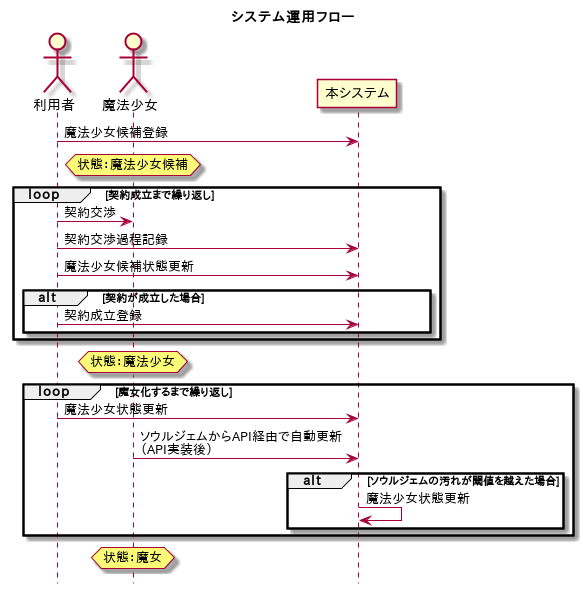 システム運用フロー
利用者
魔法少女
本システム
魔法少女候補登録
状態:魔法少女候補
loop [契約成立まで繰り返し]
契約交渉
契約交渉過程記録
魔法少女候補状態更新
alt [契約が成立した場合]
契約成立登録
状態:魔法少女
loop [魔女化するまで繰り返し]
魔法少女状態更新
ソウルジェムからAPI経由で自動更新
（API実装後）
alt [ソウルジェムの汚れが閾値を越えた場合]
魔法少女状態更新
状態:魔女